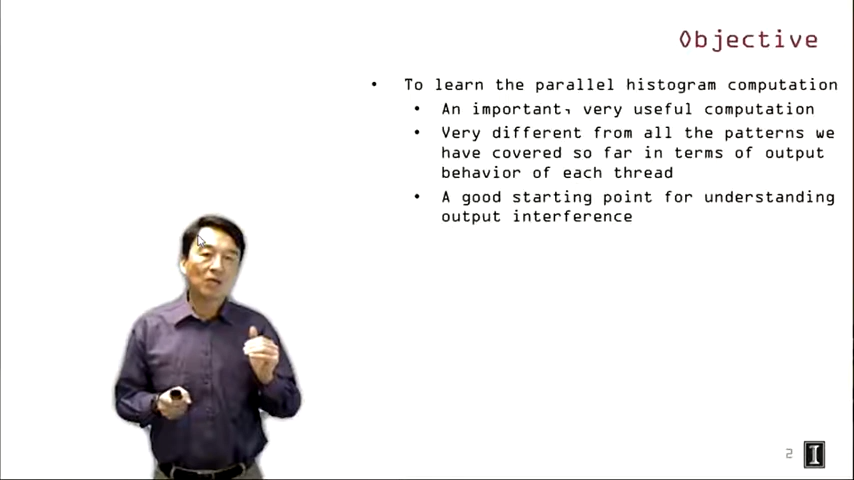 Objective
• To learn the parallel histogram computation
• An important, very useful computation
• Very different from all the patterns we
have covered so far in terms of output
behavior of each thread
• A good starting point for understanding
output interference
2
I